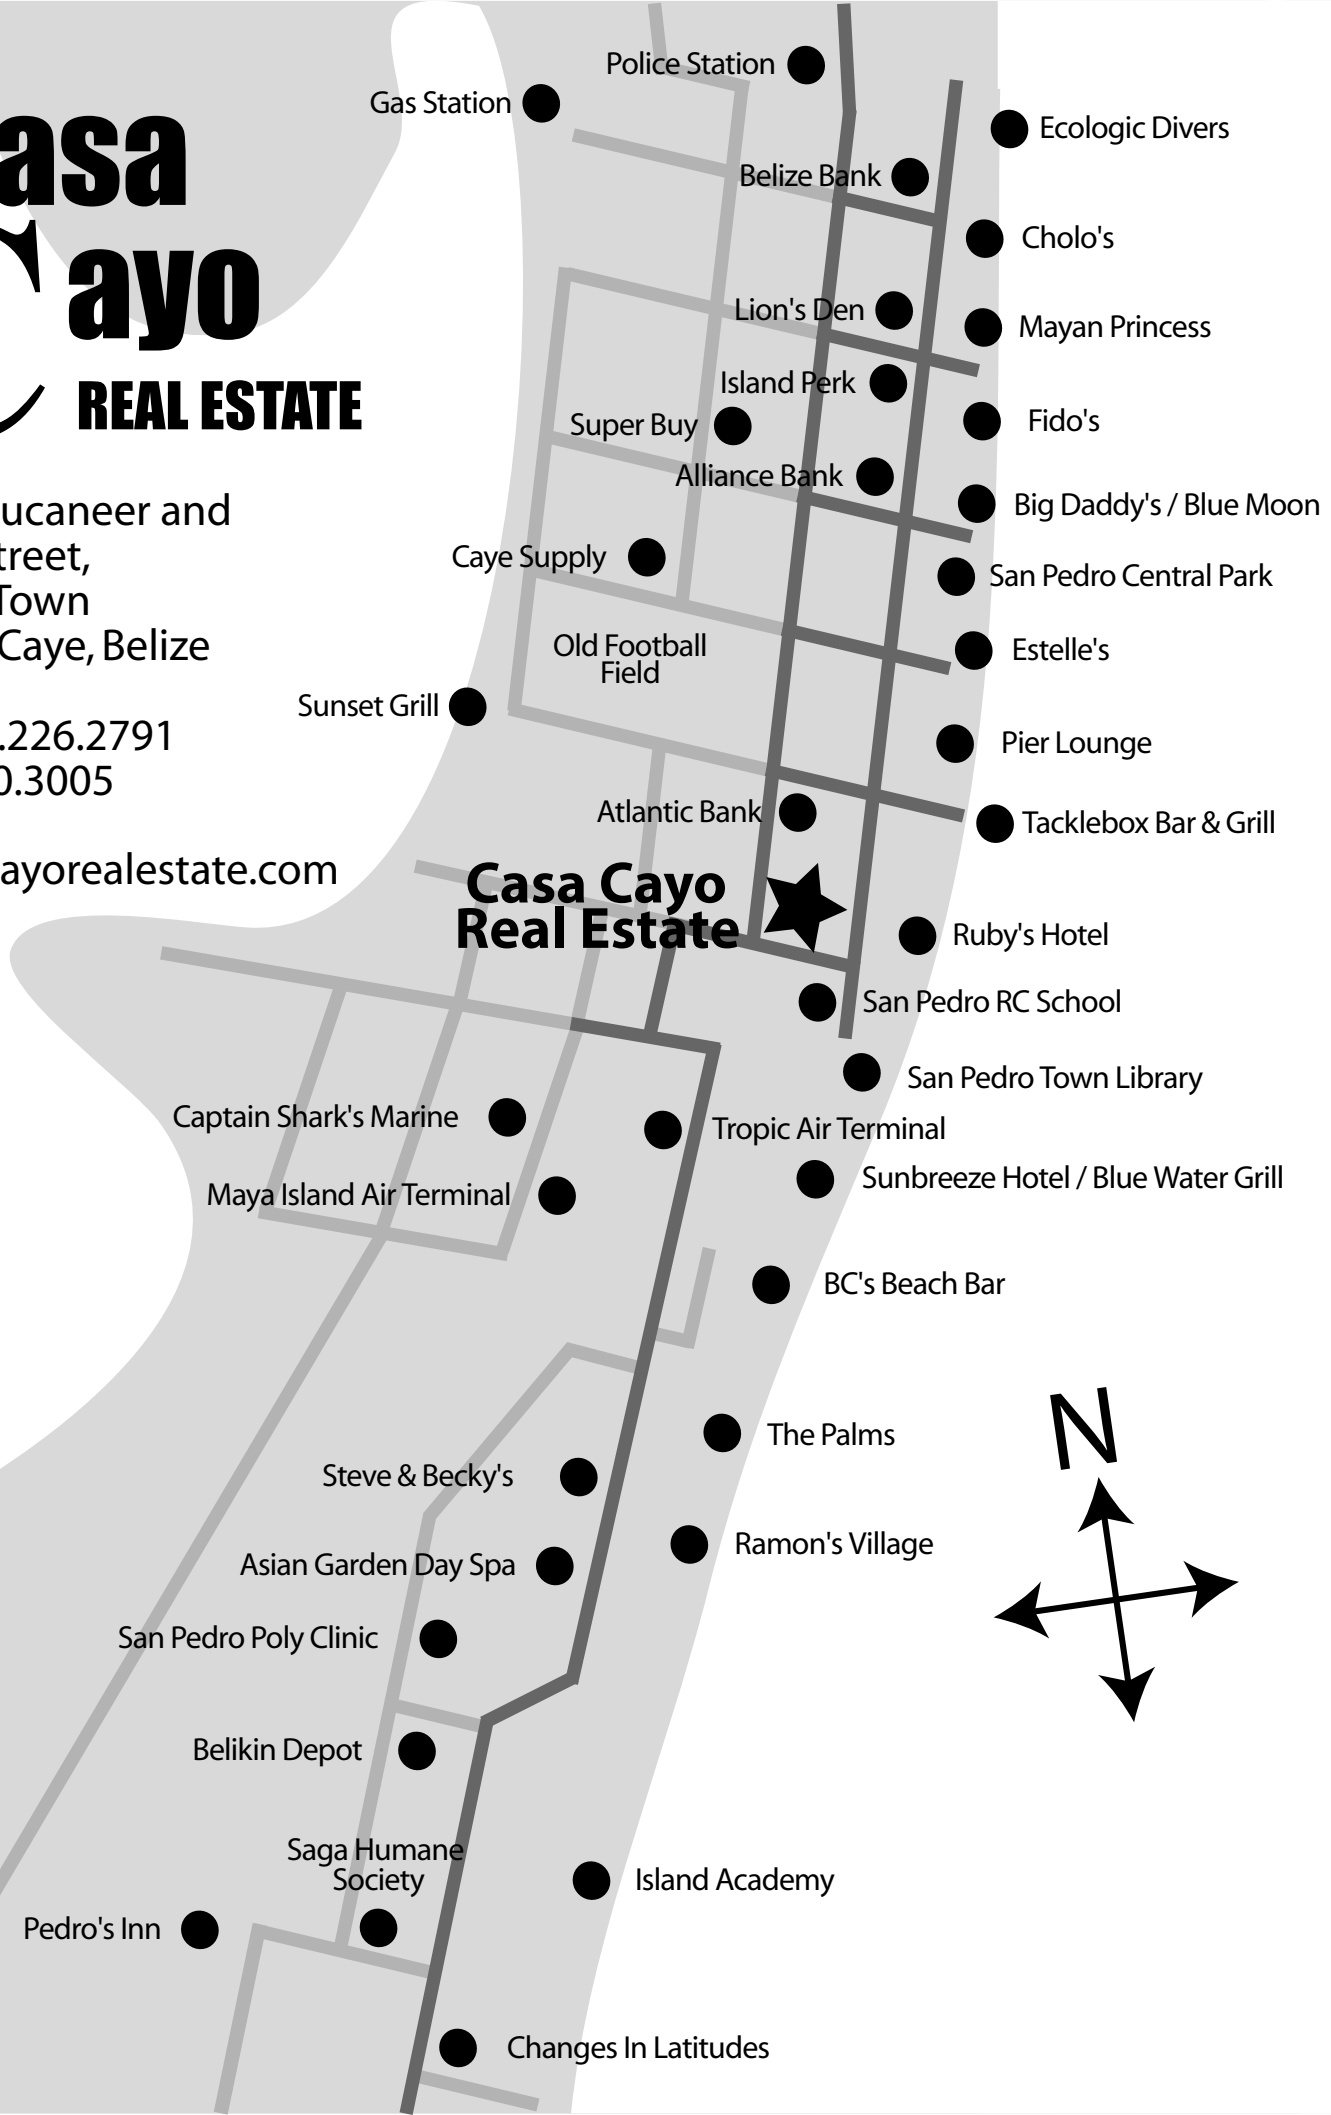 asa
Cayo
REAL ESTATE
ucaneer and
treet,
Town
Caye, Belize
.226.2791
0.3005
ayorealestate.com
Police Station
Gas Station
Ecologic Divers
Belize Bank
Cholo's
Lion's Den
Mayan Princess
Island Perk
Super Buy
Fido's
Alliance Bank
Big Daddy's / Blue Moon
Caye Supply
San Pedro Central Park
Old Football
Field
Estelle's
Sunset Grill
Pier Lounge
Atlantic Bank
Tacklebox Bar & Grill
Casa Cayo
Real Estate
Ruby's Hotel
San Pedro RC School
San Pedro Town Library
Captain Shark's Marine
Tropic Air Terminal
Maya Island Air Terminal
Sunbreeze Hotel / Blue Water Grill
BC's Beach Bar
N
The Palms
Steve & Becky's
Ramon's Village
Asian Garden Day Spa
San Pedro Poly Clinic
Belikin Depot
Saga Humane
Society
Island Academy
Pedro's Inn
Changes In Latitudes